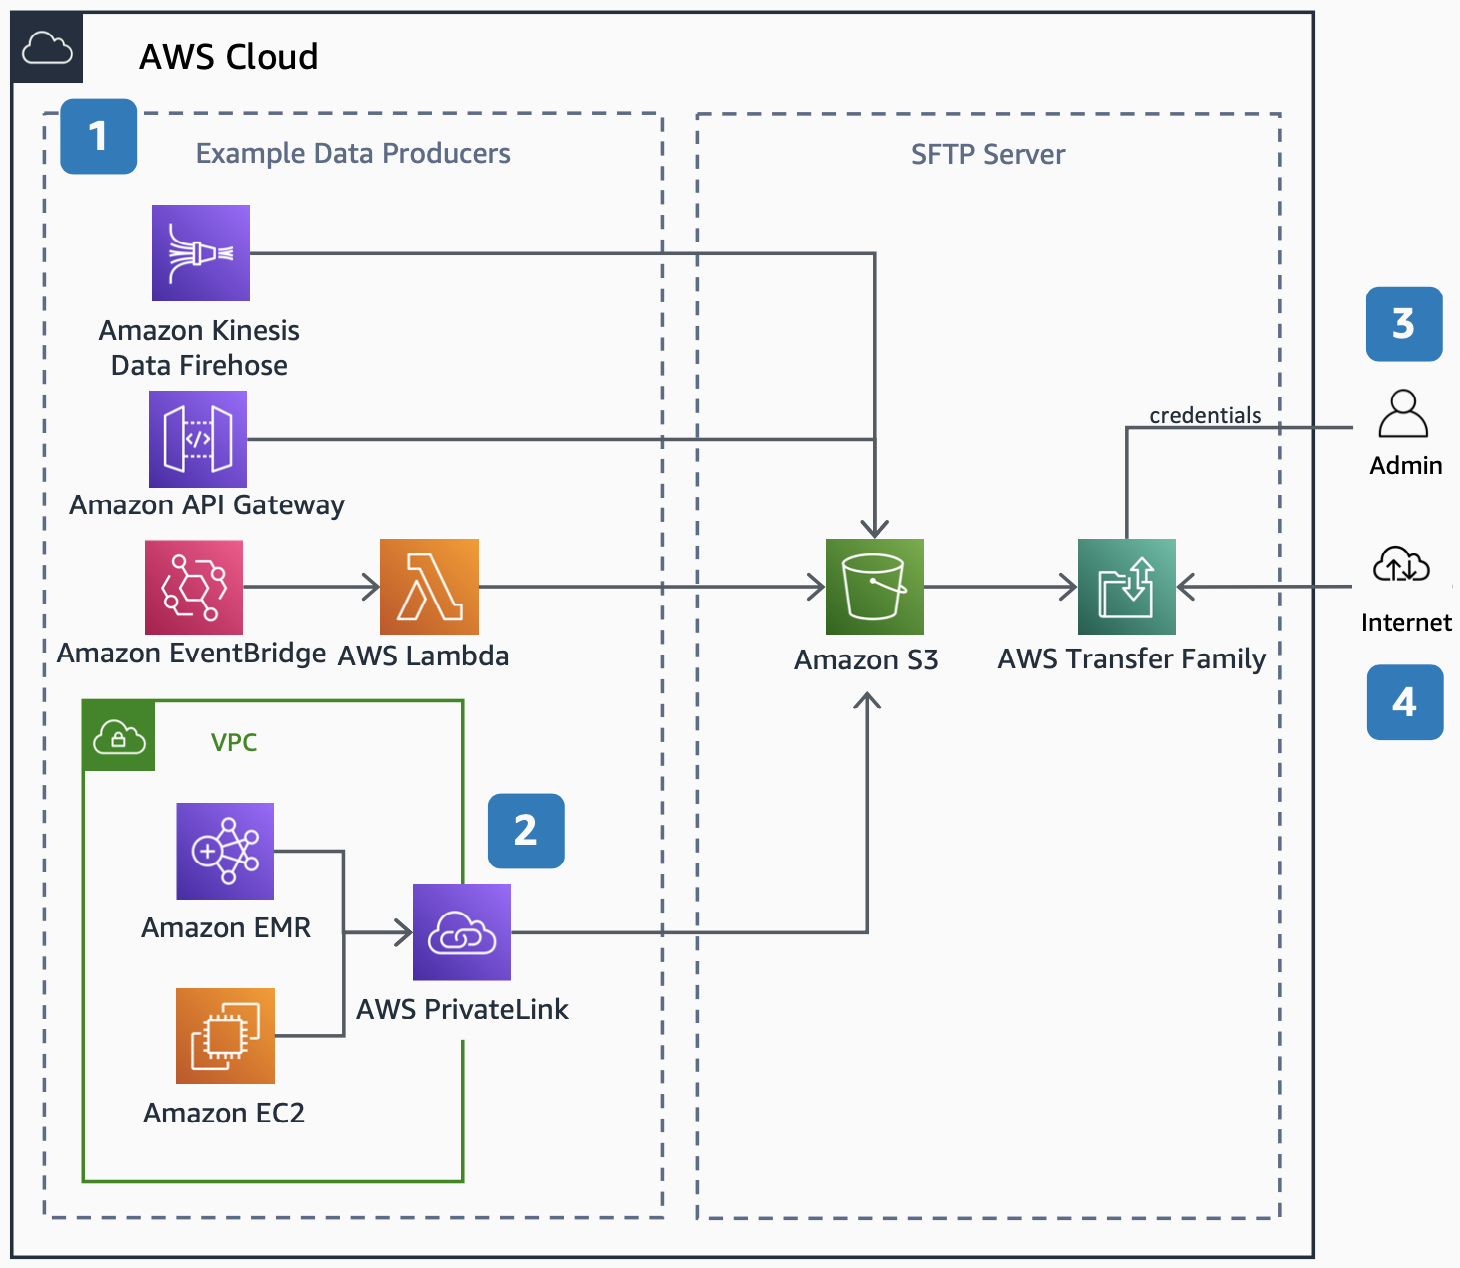 AWS Cloud
1
Example Data Producers
SFTP Server
Amazon Kinesis
Data Firehose
3
credentials
Admin
Amazon API Gateway
Internet
Amazon EventBridge
AWS Lambda
Amazon S3
AWS Transfer Family
4
VPC
2
Amazon EMR
AWS PrivateLink
Amazon EC2